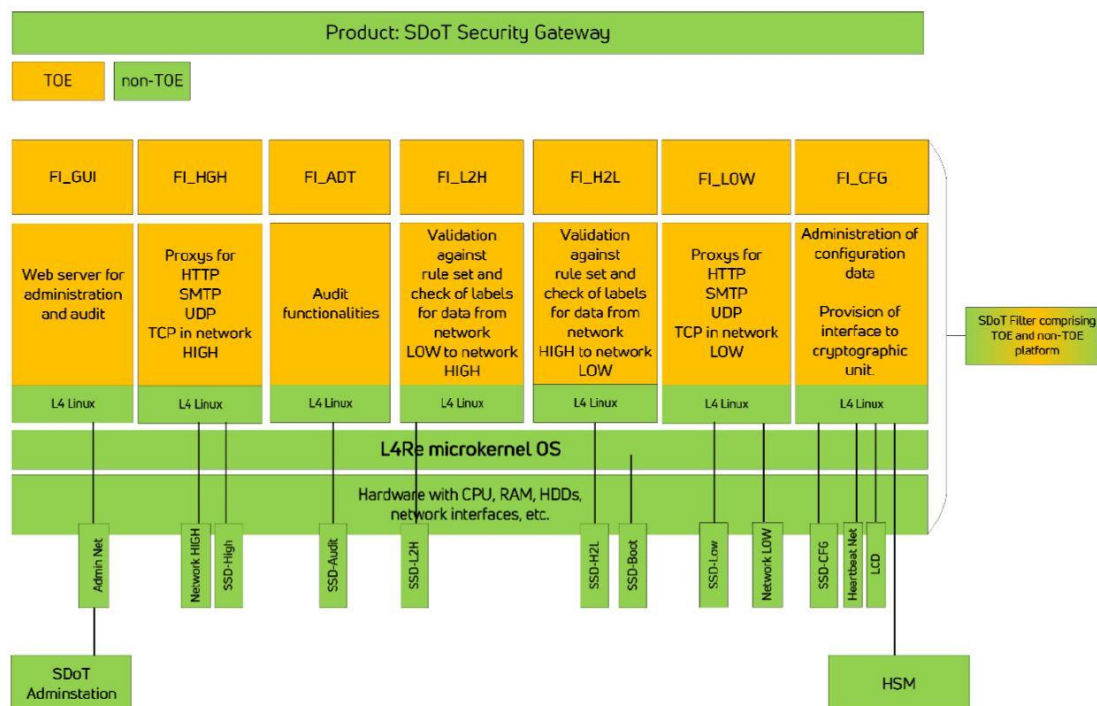 Product: SDoT Security Gateway
TOE
non-TOE
FI_GUI
FI_HGH
FI_ADT
FI_L2H
FI_H2L
FI_LOW
FI_CFG
Web server for
administration
and audit
Proxys for
HTTP
SMTP
UDP
TCP in network
HIGH
Audit
functionalities
Validation
against
rule set and
check of labels
for data from
network
LOW to network
HIGH
Validation
against
rule set and
check of labels
for data from
network
HIGH to network
LOW
Proxys for
HTTP
SMTP
UDP
TCP in network
LOW
Administration of
configuration
data
Provision of
interface to
cryptographic
unit.
SDoT Filter comprising
TOE and non-TOE
platform
L4 Linux
L4 Linux
L4 Linux
L4 Linux
L4 Linux
L4 Linux
L4 Linux
L4Re microkernel OS
Hardware with CPU, RAM, HDDs,
network interfaces, etc.
Admin Net
Network HIGH
SSD-High
SSD-Audit
SSD-L2H
SSD-H2L
SSD-Boot
SSD-Low
Network LOW
SSD-CFG
Heartbeat Net
LCD
SDoT
Adminstation
HSM